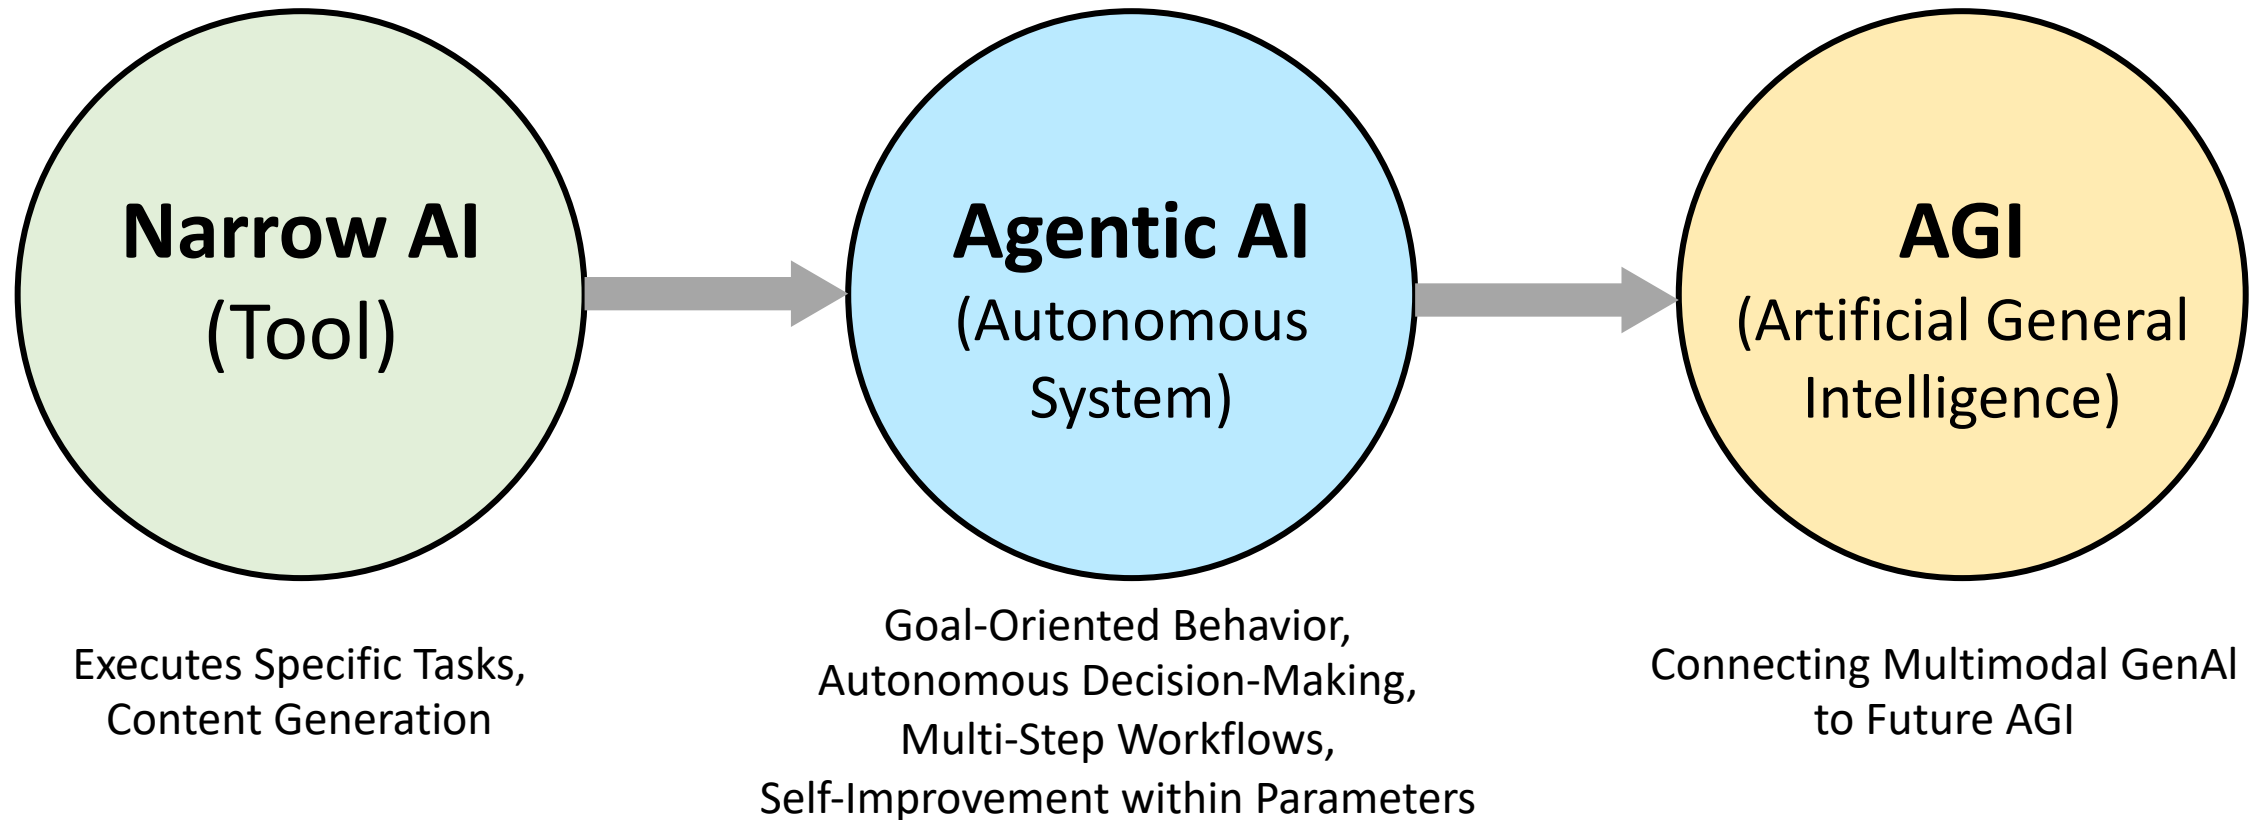 Narrow AI
(Tool)
Executes Specific Tasks,
Content Generation
Agentic AI
(Autonomous
System)
Goal-Oriented Behavior,
Autonomous Decision-Making,
Multi-Step Workflows,
Self-Improvement within Parameters
AGI
(Artificial General
Intelligence)
Connecting Multimodal GenAI
to Future AGI